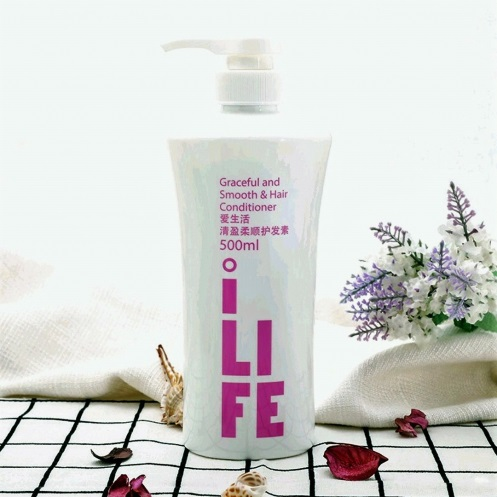 Graceful and
Smooth & Hair
Conditioner
爱生活
清盈柔顺护发素
500ml
i
LI
FE